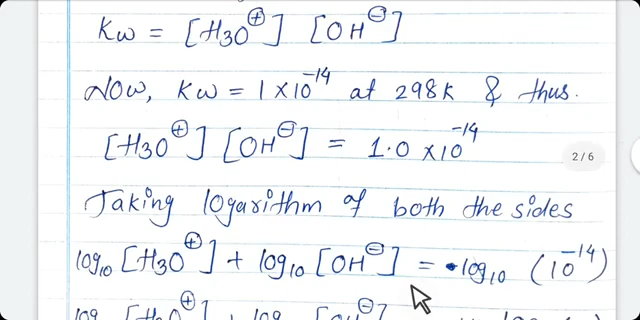 Kw = [H3O⊕] [OH⊖]
Now, Kw = 1×10⁻¹⁴ at 298K & thus.
[H3O⊕] [OH⊖] = 1.0 ×10⁻¹⁴
2/6
Taking logarithm of both the sides
log₁₀ [H3O⊕] + log₁₀ [OH⊖] = log₁₀ (10⁻¹⁴)